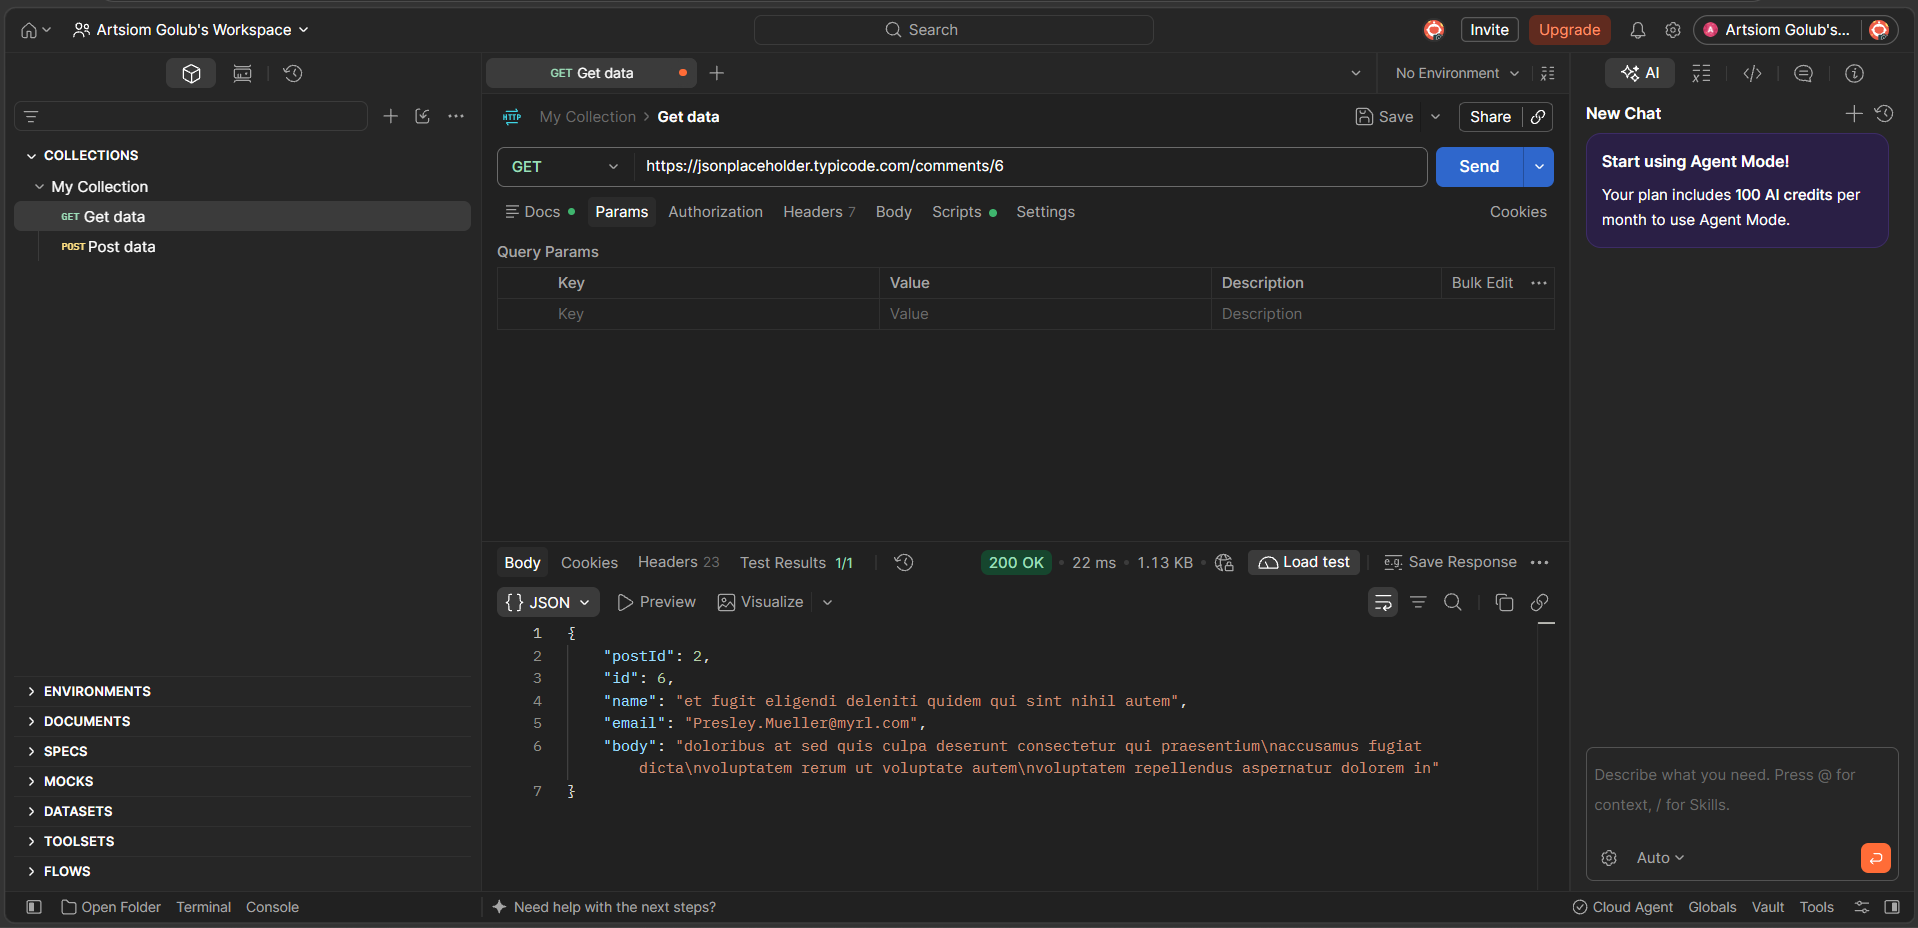 Artsiom Golub's Workspace
Search
Invite
Upgrade
A
Artsiom Golub's...
GET Get data
No Environment
AI
HTTP
My Collection > Get data
Save
Share
New Chat
COLLECTIONS
My Collection
GET Get data
POST Post data
GET
https://jsonplaceholder.typicode.com/comments/6
Send
Start using Agent Mode!
Your plan includes 100 AI credits per
month to use Agent Mode.
Docs
Params
Authorization
Headers 7
Body
Scripts
Settings
Cookies
Query Params
Key
Value
Description
Bulk Edit
Key
Value
Description
Body
Cookies
Headers 23
Test Results 1/1
200 OK
22 ms
1.13 KB
Load test
e.g. Save Response
{} JSON
Preview
Visualize
1 {
2 "postId": 2,
3 "id": 6,
4 "name": "et fugit eligendi deleniti quidem qui sint nihil autem",
5 "email": "Presley.Mueller@myrl.com",
6 "body": "doloribus at sed quis culpa deserunt consectetur qui praesentium\naccusamus fugiat
dicta\nvoluptatem rerum ut voluptate autem\nvoluptatem repellendus aspernatur dolorem in"
7 }
ENVIRONMENTS
DOCUMENTS
SPECS
MOCKS
DATASETS
TOOLSETS
FLOWS
Describe what you need. Press @ for
context, / for Skills.
Auto
Open Folder
Terminal
Console
Need help with the next steps?
Cloud Agent
Globals
Vault
Tools